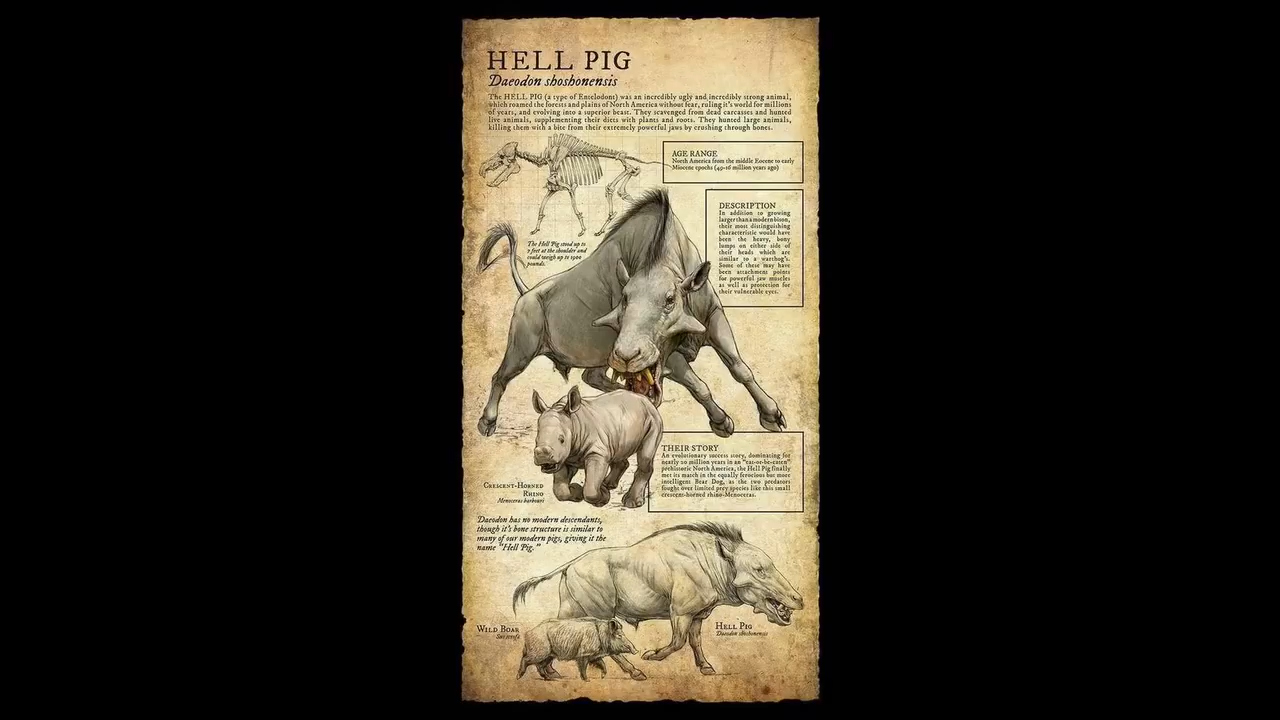 HELL PIG
Daeodon shoshonensis
The HELL PIG (a type of Entelodont) was an incredibly ugly and incredibly strong animal,
which roamed the forests and plains of North America without fear, ruling it's world for millions
of years, and evolving into a superior beast. They scavenged from dead carcasses and hunted
live animals, supplementing their diets with plants and roots. They hunted large animals,
killing them with a bite from their extremely powerful jaws by crushing through bones.
AGE RANGE
North America from the middle Eocene to early
Miocene epochs (40-16 million years ago)
DESCRIPTION
In addition to growing
larger than a modern bison,
their most distinguishing
characteristic would have
been the heavy, bony
lumps on either side of
their heads which are
similar to a warthog's.
Some of these may have
been attachment points
for powerful jaw muscles
as well as protection for
their vulnerable eyes.
The Hell Pig stood up to
7 feet at the shoulder and
could weigh up to 1900
pounds.
THEIR STORY
An evolutionary success story, dominating for
nearly 20 million years in an "eat-or-be-eaten"
prehistoric North America, the Hell Pig finally
met its match in the equally ferocious but more
intelligent Bear Dog, as the two predators
fought over limited prey species like this small
crescent-horned rhino-Menoceras.
CRESCENT-HORNED
RHINO
Menoceras barbouri
Daeodon has no modern descendants,
though it's bone structure is similar to
many of our modern pigs, giving it the
name "Hell Pig."
WILD BOAR
Sus scrofa
HELL PIG
Daeodon shoshonensis